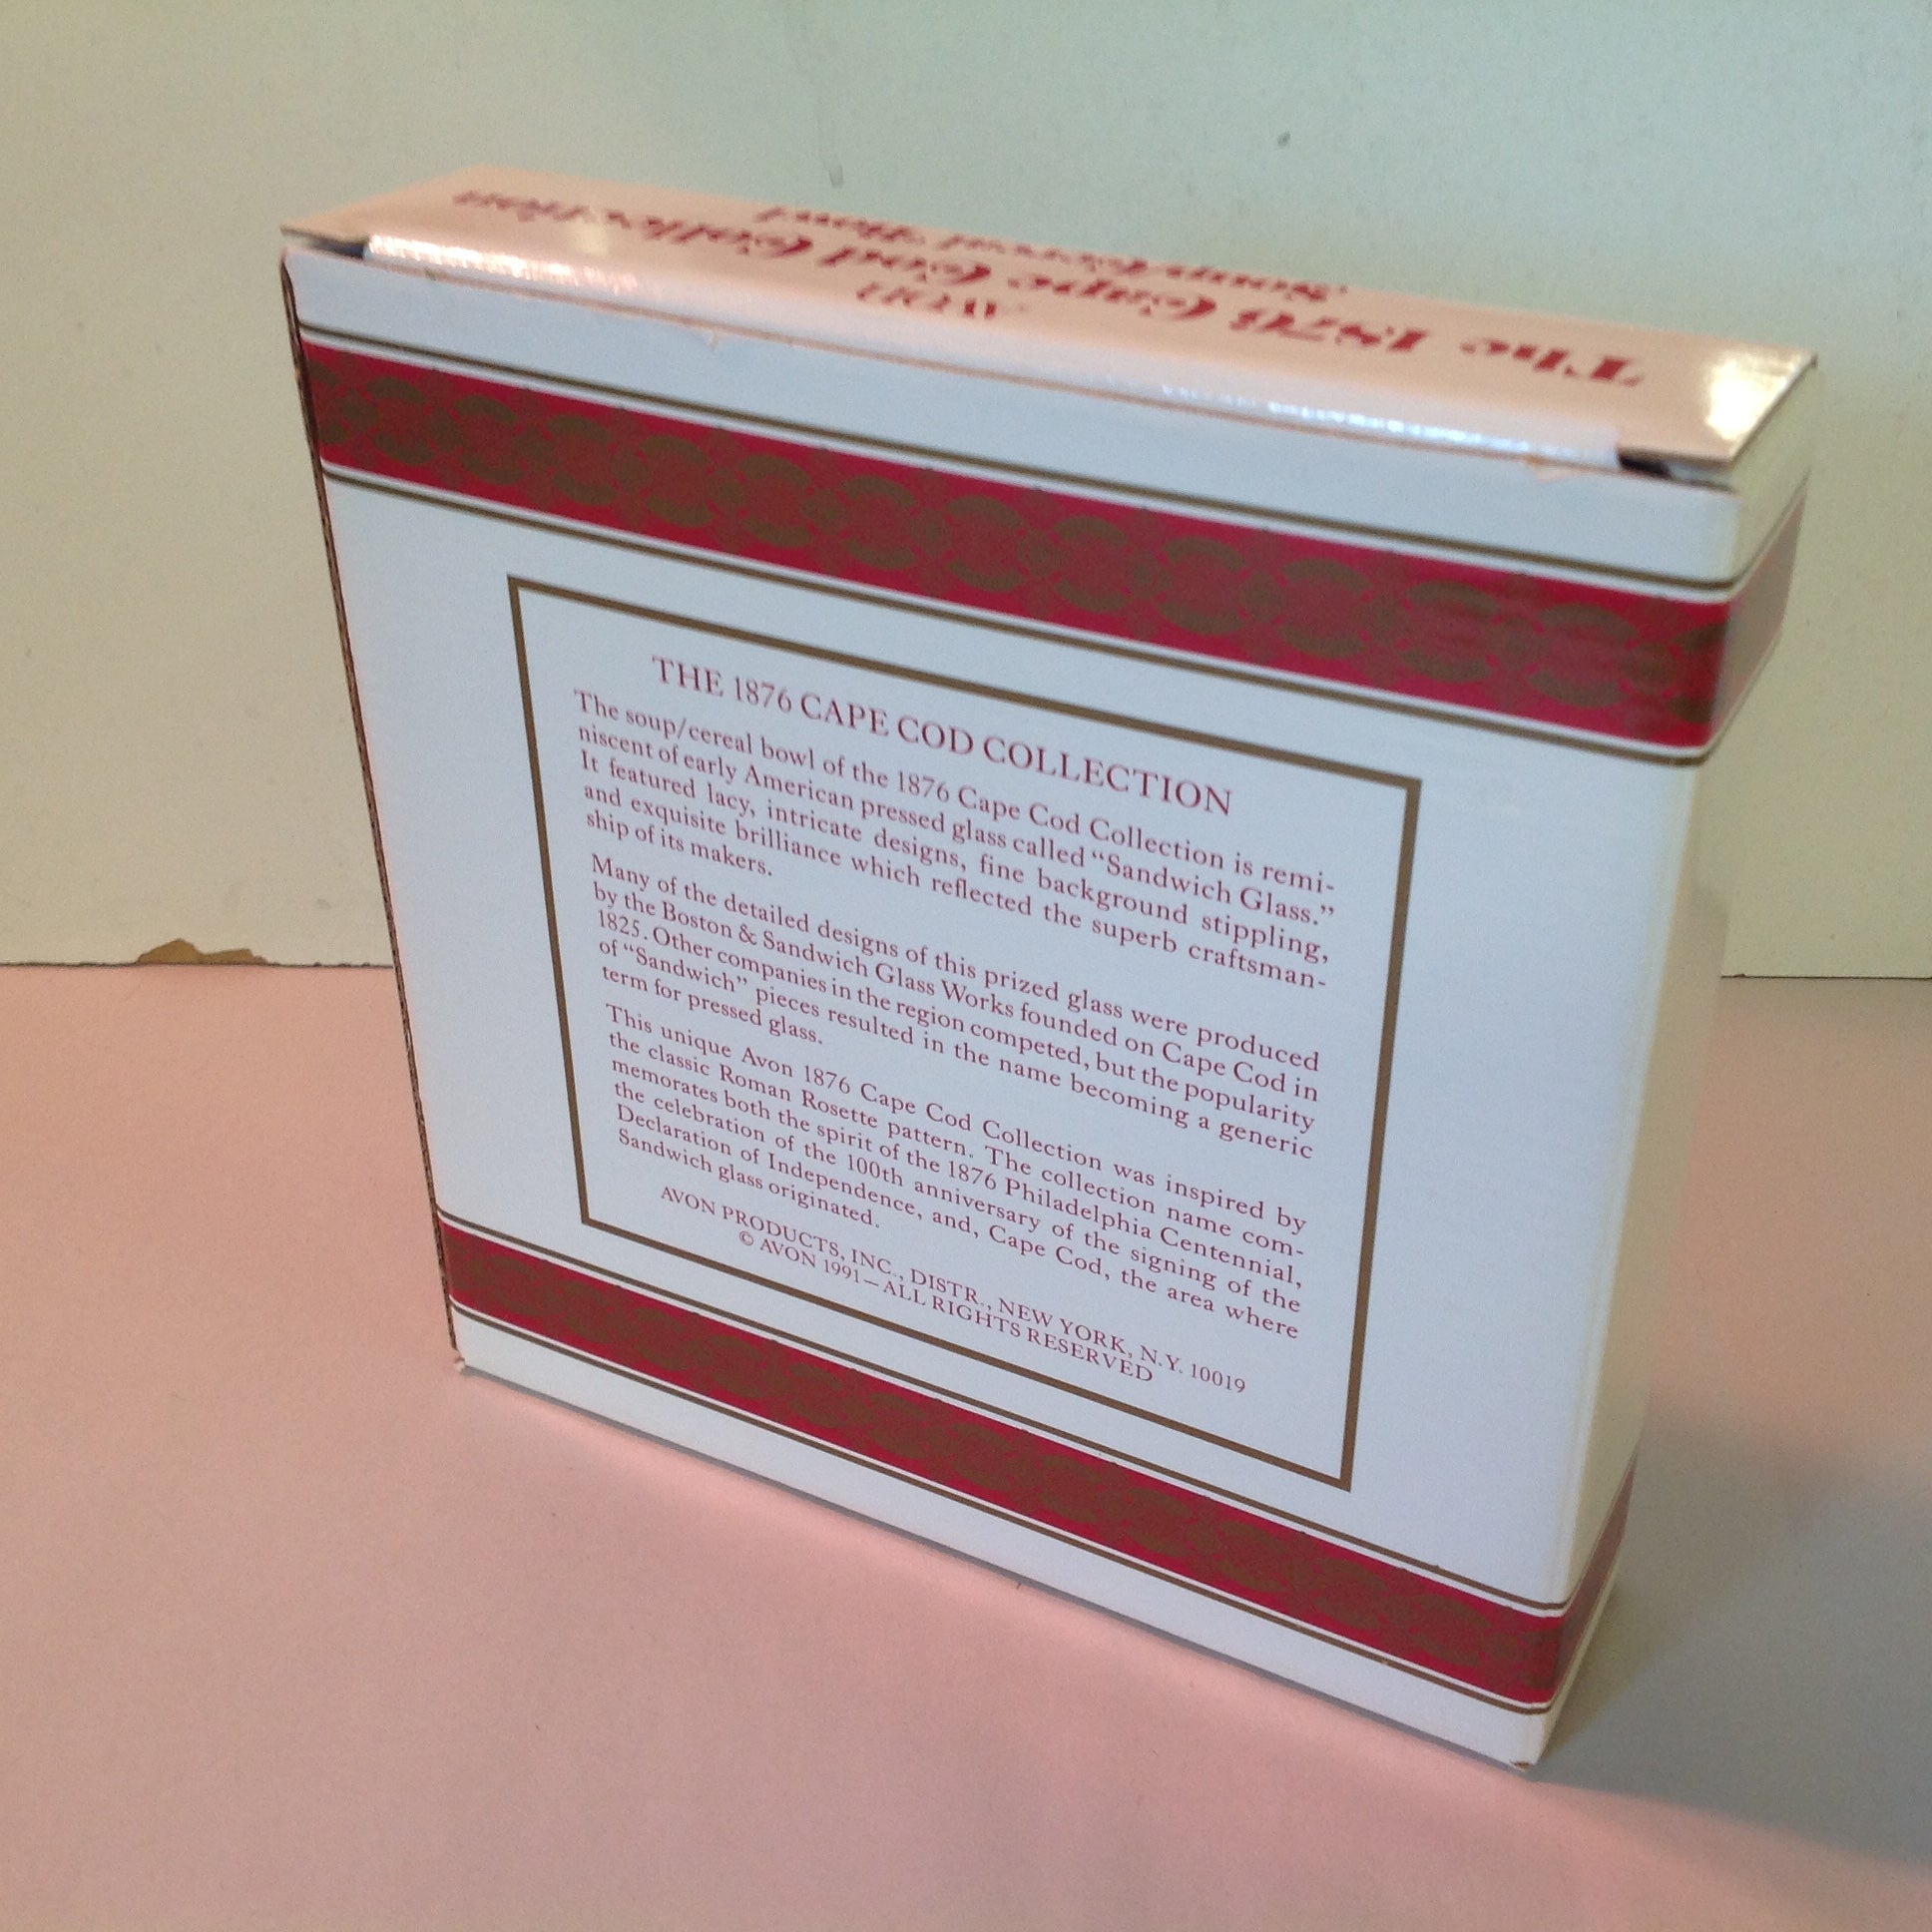 Avon
The 1876 Cape Cod Collection
Soup/Cereal Bowl
THE 1876 CAPE COD COLLECTION
The soup/cereal bowl of the 1876 Cape Cod Collection is remi-
niscent of early American pressed glass called “Sandwich Glass.”
It featured lacy, intricate designs, fine background stippling,
and exquisite brilliance which reflected the superb craftsman-
ship of its makers.
Many of the detailed designs of this prized glass were produced
by the Boston & Sandwich Glass Works founded on Cape Cod in
1825. Other companies in the region competed, but the popularity
of “Sandwich” pieces resulted in the name becoming a generic
term for pressed glass.
This unique Avon 1876 Cape Cod Collection was inspired by
the classic Roman Rosette pattern. The collection name com-
memorates both the spirit of the 1876 Philadelphia Centennial,
the celebration of the 100th anniversary of the signing of the
Declaration of Independence, and, Cape Cod, the area where
Sandwich glass originated.
AVON PRODUCTS, INC., DISTR., NEW YORK, N.Y. 10019
© AVON 1991—ALL RIGHTS RESERVED